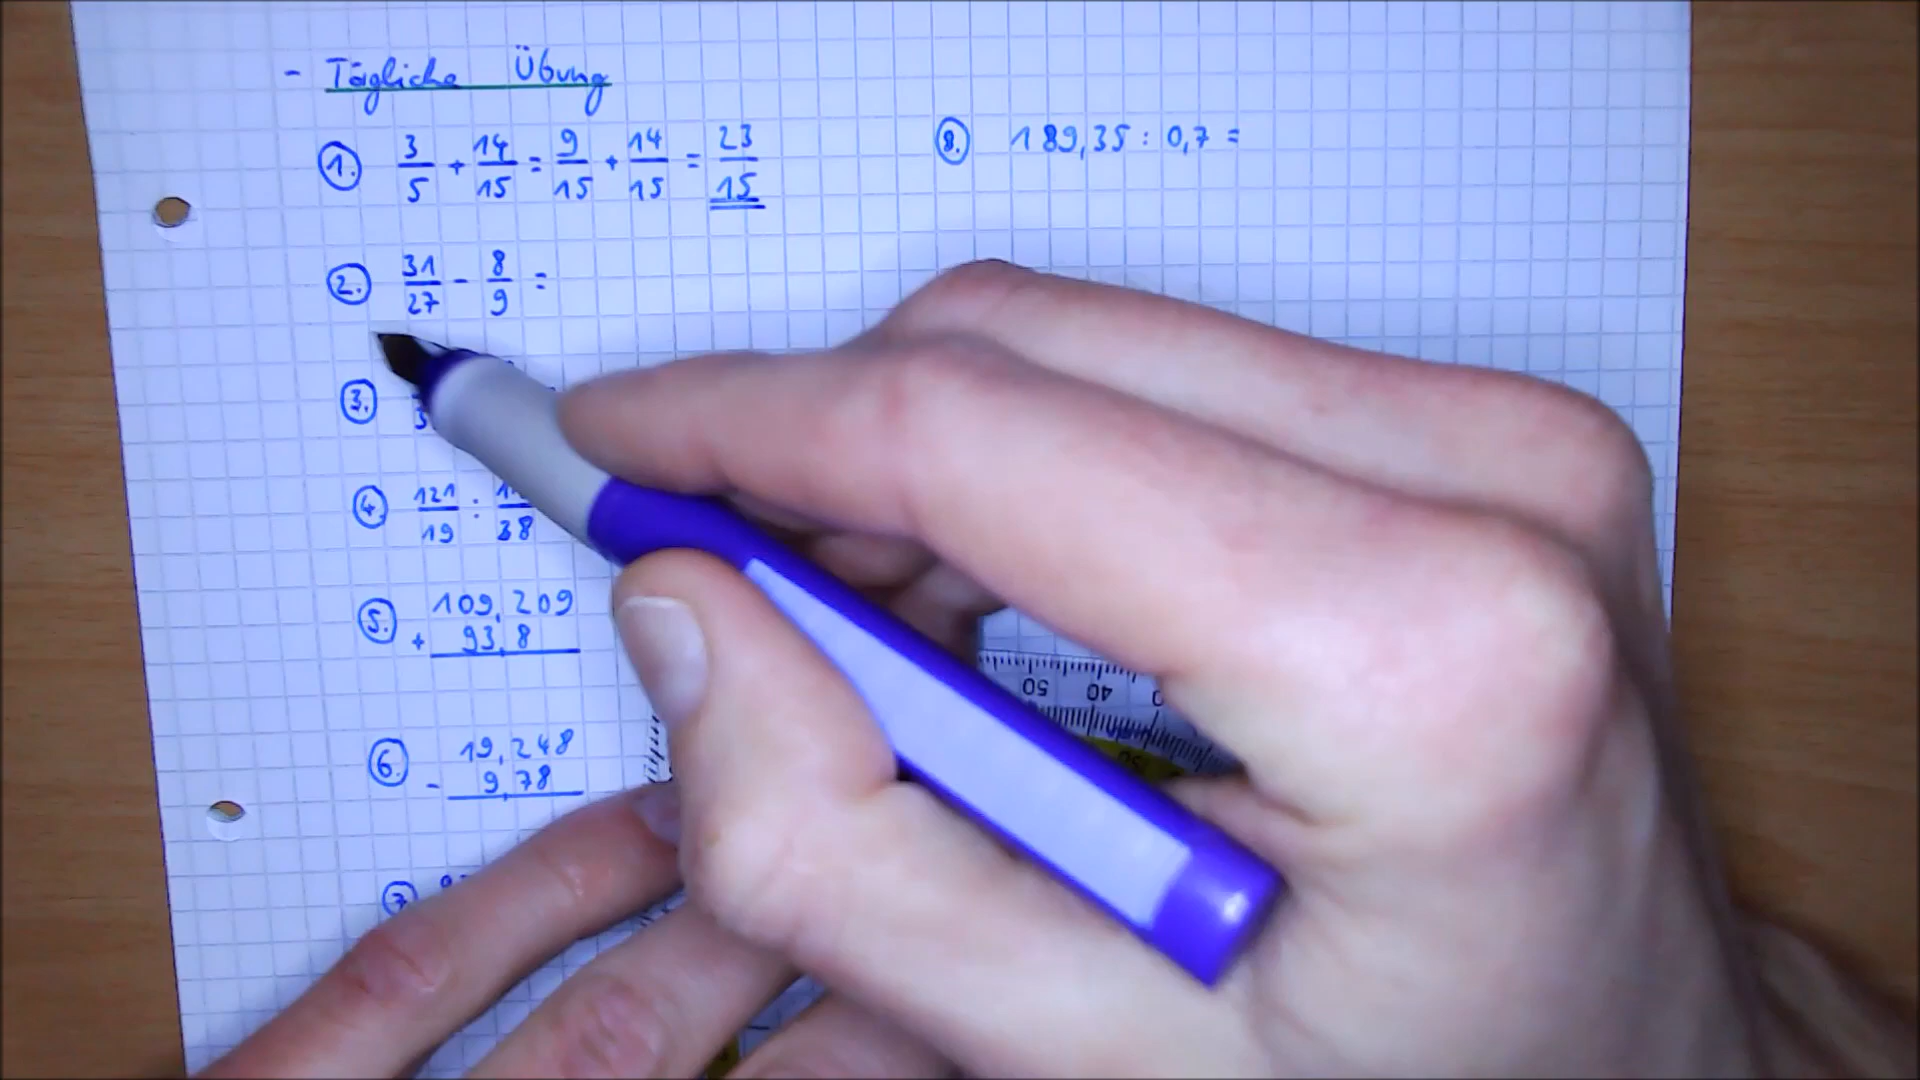 - Tägliche Übung
1. 3/5 + 14/15 = 9/15 + 14/15 = 23/15
2. 31/27 - 8/9 =
3.
4. 121/19 : /38
5. 109,209
+ 93,8
6. 19,248
- 9,78
7.
8. 189,35 : 0,7 =
50 40